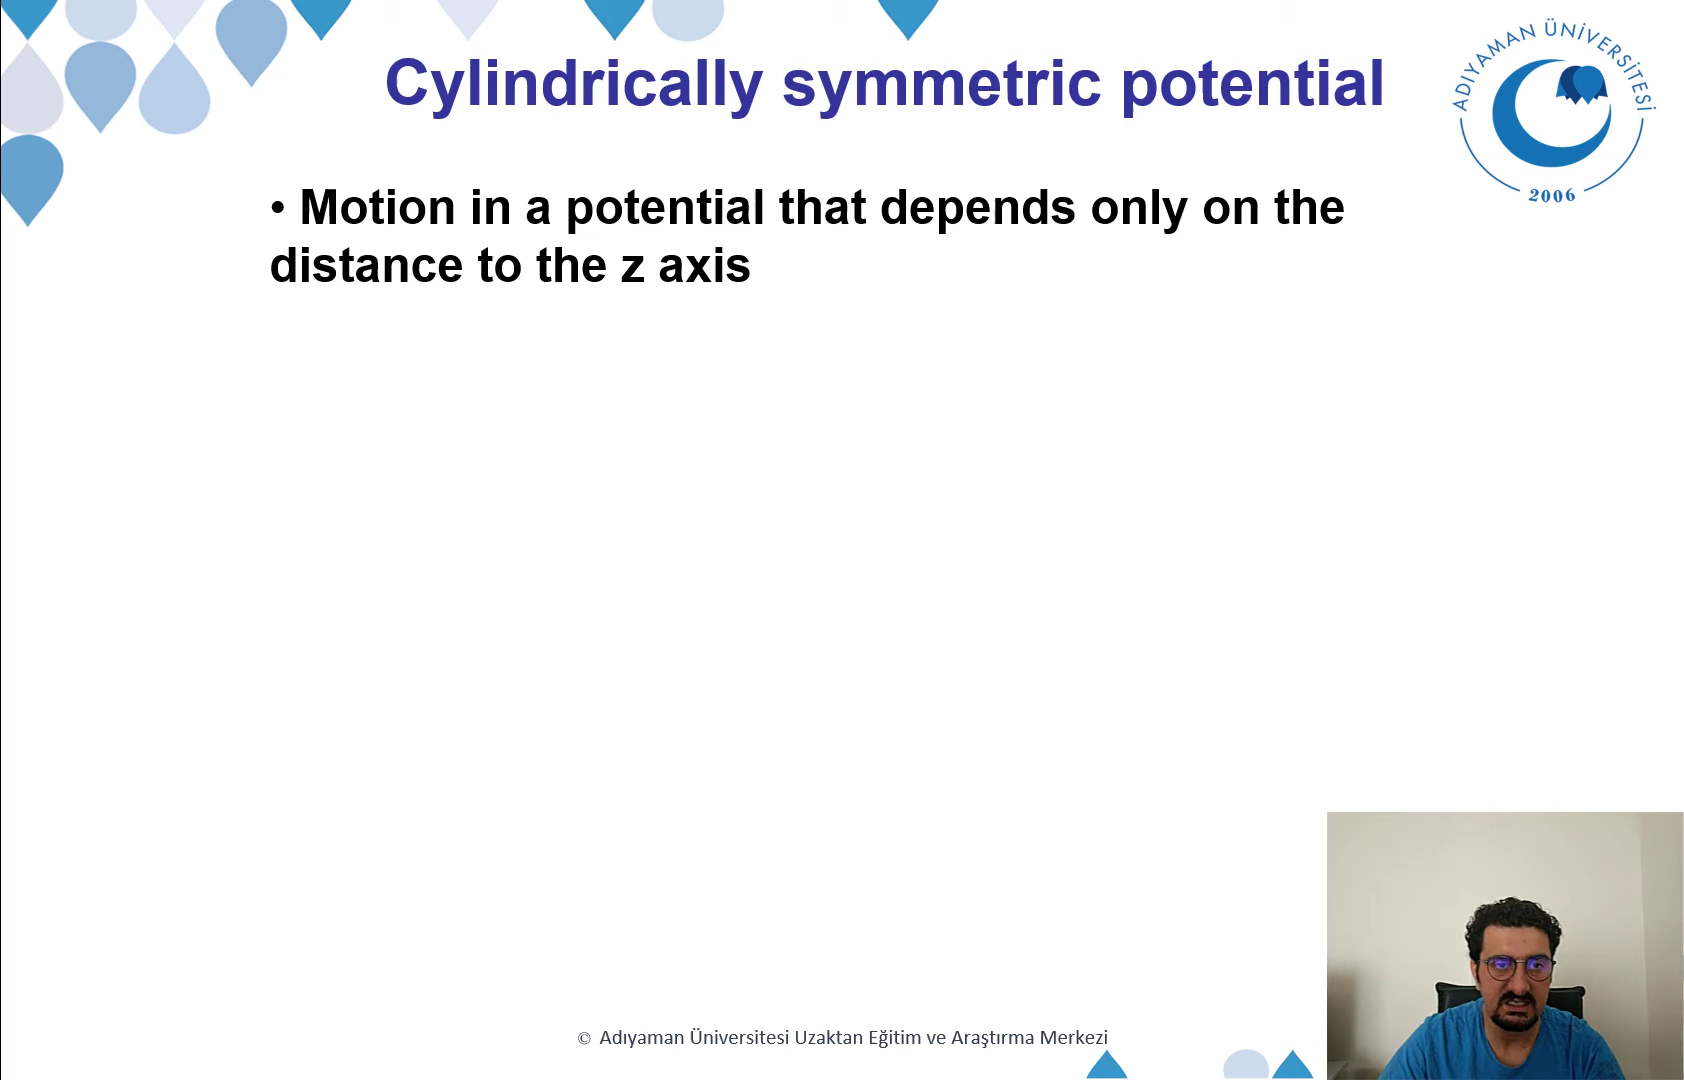 Cylindrically symmetric potential
ADIYAMAN ÜNİVERSİTESİ
2006
• Motion in a potential that depends only on the
distance to the z axis
© Adıyaman Üniversitesi Uzaktan Eğitim ve Araştırma Merkezi